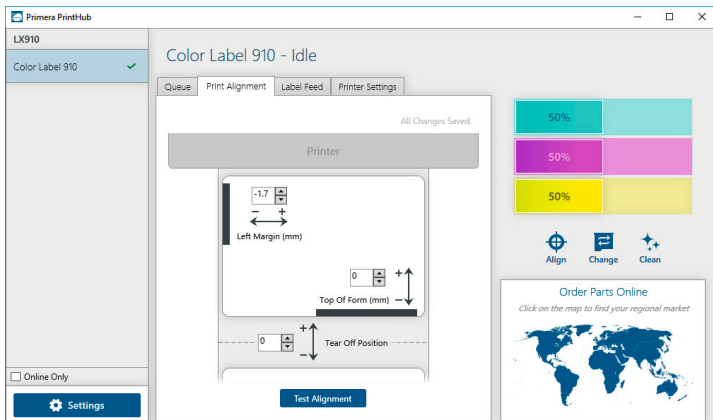 Primera PrintHub
LX910
Color Label 910
Color Label 910 - Idle
Queue Print Alignment Label Feed Printer Settings
All Changes Saved.
Printer
-1.7
− +
Left Margin (mm)
0 +
Top Of Form (mm) −
0 + − Tear Off Position
Test Alignment
50%
50%
50%
Align Change Clean
Order Parts Online
Click on the map to find your regional market
Online Only
Settings